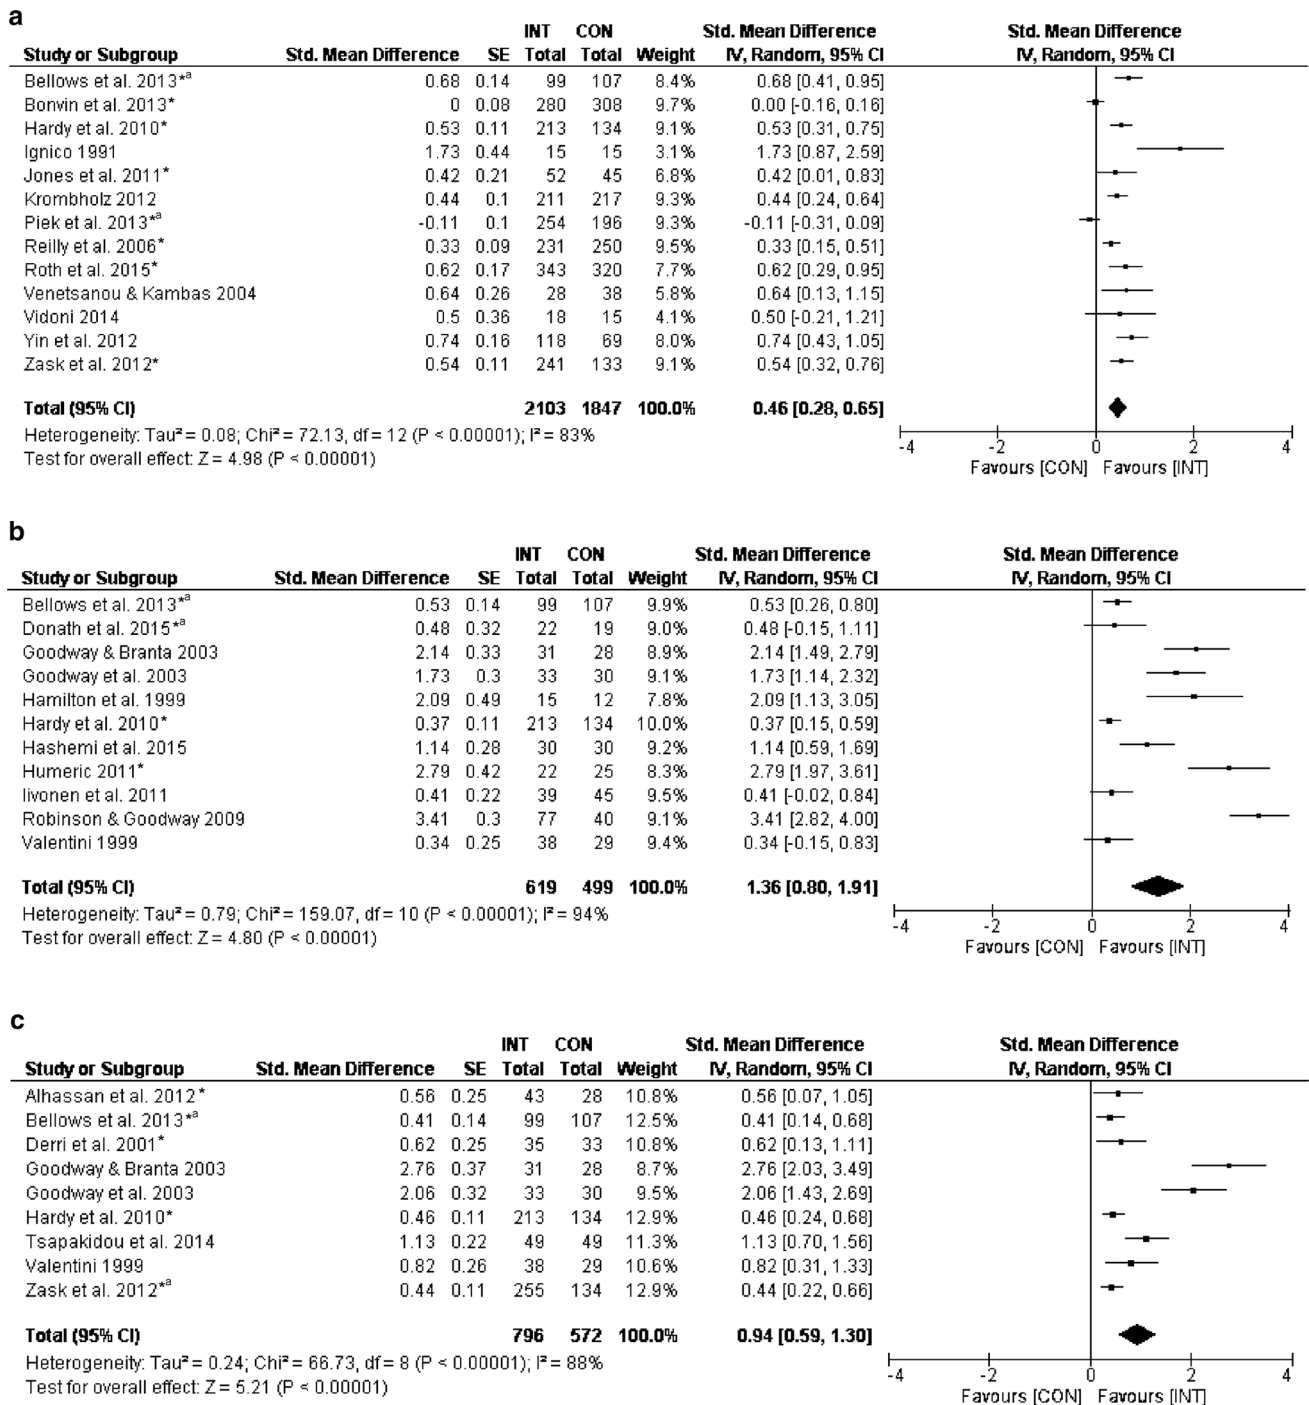 a
INT CON Std. Mean Difference Std. Mean Difference
Study or Subgroup Std. Mean Difference SE Total Total Weight IV, Random, 95% CI IV, Random, 95% CI
Bellows et al. 2013*ª 0.68 0.14 99 107 8.4% 0.68 [0.41, 0.95]
Bonvin et al. 2013* 0 0.08 280 308 9.7% 0.00 [-0.16, 0.16]
Hardy et al. 2010* 0.53 0.11 213 134 9.1% 0.53 [0.31, 0.75]
Ignico 1991 1.73 0.44 15 15 3.1% 1.73 [0.87, 2.59]
Jones et al. 2011* 0.42 0.21 52 45 6.8% 0.42 [0.01, 0.83]
Krombholz 2012 0.44 0.1 211 217 9.3% 0.44 [0.24, 0.64]
Piek et al. 2013*ª -0.11 0.1 254 196 9.3% -0.11 [-0.31, 0.09]
Reilly et al. 2006* 0.33 0.09 231 250 9.5% 0.33 [0.15, 0.51]
Roth et al. 2015* 0.62 0.17 343 320 7.7% 0.62 [0.29, 0.95]
Venetsanou & Kambas 2004 0.64 0.26 28 38 5.8% 0.64 [0.13, 1.15]
Vidoni 2014 0.5 0.36 18 15 4.1% 0.50 [-0.21, 1.21]
Yin et al. 2012 0.74 0.16 118 69 8.0% 0.74 [0.43, 1.05]
Zask et al. 2012* 0.54 0.11 241 133 9.1% 0.54 [0.32, 0.76]
Total (95% CI) 2103 1847 100.0% 0.46 [0.28, 0.65]
Heterogeneity: Tau² = 0.08; Chi² = 72.13, df = 12 (P < 0.00001); I² = 83%
Test for overall effect: Z = 4.98 (P < 0.00001)
-4 -2 0 2 4
Favours [CON] Favours [INT]
b
INT CON Std. Mean Difference Std. Mean Difference
Study or Subgroup Std. Mean Difference SE Total Total Weight IV, Random, 95% CI IV, Random, 95% CI
Bellows et al. 2013*ª 0.53 0.14 99 107 9.9% 0.53 [0.26, 0.80]
Donath et al. 2015*ª 0.48 0.32 22 19 9.0% 0.48 [-0.15, 1.11]
Goodway & Branta 2003 2.14 0.33 31 28 8.9% 2.14 [1.49, 2.79]
Goodway et al. 2003 1.73 0.3 33 30 9.1% 1.73 [1.14, 2.32]
Hamilton et al. 1999 2.09 0.49 15 12 7.8% 2.09 [1.13, 3.05]
Hardy et al. 2010* 0.37 0.11 213 134 10.0% 0.37 [0.15, 0.59]
Hashemi et al. 2015 1.14 0.28 30 30 9.2% 1.14 [0.59, 1.69]
Humeric 2011* 2.79 0.42 22 25 8.3% 2.79 [1.97, 3.61]
Iivonen et al. 2011 0.41 0.22 39 45 9.5% 0.41 [-0.02, 0.84]
Robinson & Goodway 2009 3.41 0.3 77 40 9.1% 3.41 [2.82, 4.00]
Valentini 1999 0.34 0.25 38 29 9.4% 0.34 [-0.15, 0.83]
Total (95% CI) 619 499 100.0% 1.36 [0.80, 1.91]
Heterogeneity: Tau² = 0.79; Chi² = 159.07, df = 10 (P < 0.00001); I² = 94%
Test for overall effect: Z = 4.80 (P < 0.00001)
-4 -2 0 2 4
Favours [CON] Favours [INT]
c
INT CON Std. Mean Difference Std. Mean Difference
Study or Subgroup Std. Mean Difference SE Total Total Weight IV, Random, 95% CI IV, Random, 95% CI
Alhassan et al. 2012* 0.56 0.25 43 28 10.8% 0.56 [0.07, 1.05]
Bellows et al. 2013*ª 0.41 0.14 99 107 12.5% 0.41 [0.14, 0.68]
Derri et al. 2001* 0.62 0.25 35 33 10.8% 0.62 [0.13, 1.11]
Goodway & Branta 2003 2.76 0.37 31 28 8.7% 2.76 [2.03, 3.49]
Goodway et al. 2003 2.06 0.32 33 30 9.5% 2.06 [1.43, 2.69]
Hardy et al. 2010* 0.46 0.11 213 134 12.9% 0.46 [0.24, 0.68]
Tsapakidou et al. 2014 1.13 0.22 49 49 11.3% 1.13 [0.70, 1.56]
Valentini 1999 0.82 0.26 38 29 10.6% 0.82 [0.31, 1.33]
Zask et al. 2012*ª 0.44 0.11 255 134 12.9% 0.44 [0.22, 0.66]
Total (95% CI) 796 572 100.0% 0.94 [0.59, 1.30]
Heterogeneity: Tau² = 0.24; Chi² = 66.73, df = 8 (P < 0.00001); I² = 88%
Test for overall effect: Z = 5.21 (P < 0.00001)
-4 -2 0 2 4
Favours [CON] Favours [INT]